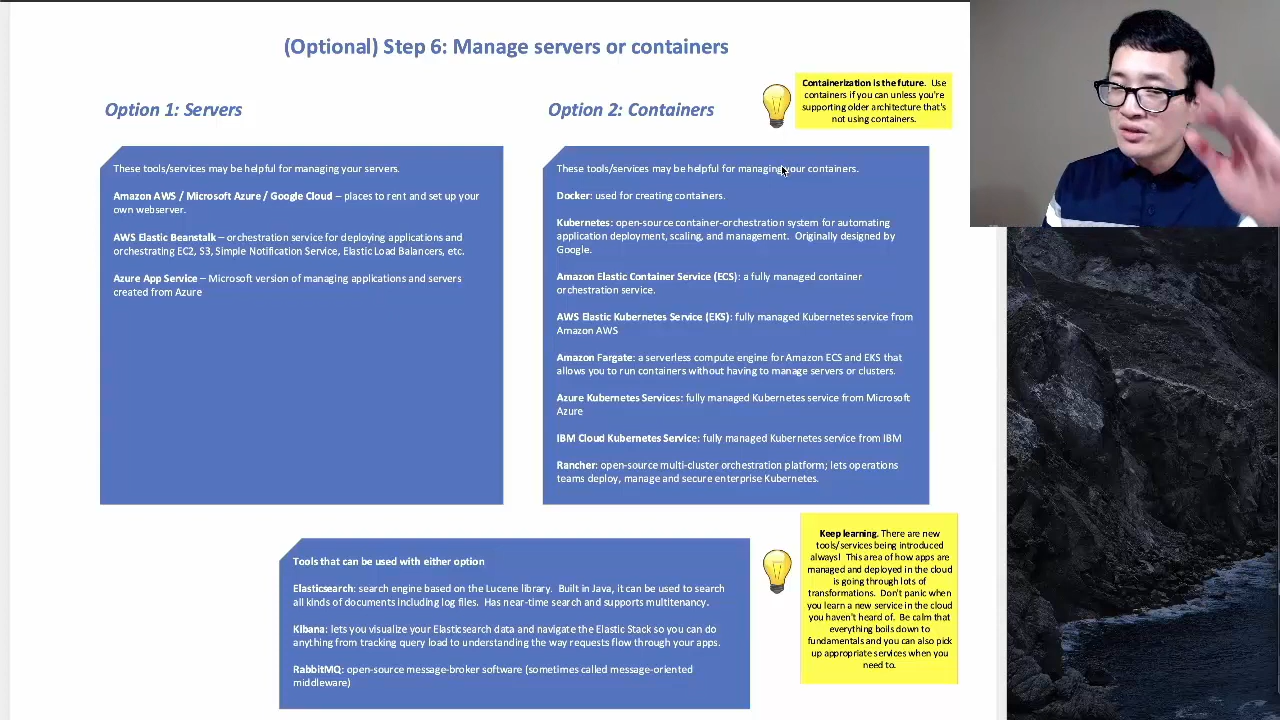 (Optional) Step 6: Manage servers or containers
Option 1: Servers
These tools/services may be helpful for managing your servers.
Amazon AWS / Microsoft Azure / Google Cloud – places to rent and set up your
own webserver.
AWS Elastic Beanstalk – orchestration service for deploying applications and
orchestrating EC2, S3, Simple Notification Service, Elastic Load Balancers, etc.
Azure App Service – Microsoft version of managing applications and servers
created from Azure
Option 2: Containers
Containerization is the future. Use
containers if you can unless you're
supporting older architecture that's
not using containers.
These tools/services may be helpful for managing your containers.
Docker: used for creating containers.
Kubernetes: open-source container-orchestration system for automating
application deployment, scaling, and management. Originally designed by
Google.
Amazon Elastic Container Service (ECS): a fully managed container
orchestration service.
AWS Elastic Kubernetes Service (EKS): fully managed Kubernetes service from
Amazon AWS
Amazon Fargate: a serverless compute engine for Amazon ECS and EKS that
allows you to run containers without having to manage servers or clusters.
Azure Kubernetes Services: fully managed Kubernetes service from Microsoft
Azure
IBM Cloud Kubernetes Service: fully managed Kubernetes service from IBM
Rancher: open-source multi-cluster orchestration platform; lets operations
teams deploy, manage and secure enterprise Kubernetes.
Tools that can be used with either option
Elasticsearch: search engine based on the Lucene library. Built in Java, it can be used to search
all kinds of documents including log files. Has near-time search and supports multitenancy.
Kibana: lets you visualize your Elasticsearch data and navigate the Elastic Stack so you can do
anything from tracking query load to understanding the way requests flow through your apps.
RabbitMQ: open-source message-broker software (sometimes called message-oriented
middleware)
Keep learning. There are new
tools/services being introduced
always! This area of how apps are
managed and deployed in the cloud
is going through lots of
transformations. Don't panic when
you learn a new service in the cloud
you haven't heard of. Be calm that
everything boils down to
fundamentals and you can also pick
up appropriate services when you
need to.